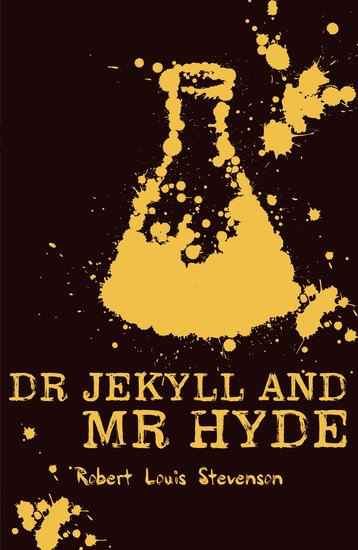 DR JEKYLL AND
MR HYDE
Robert Louis Stevenson